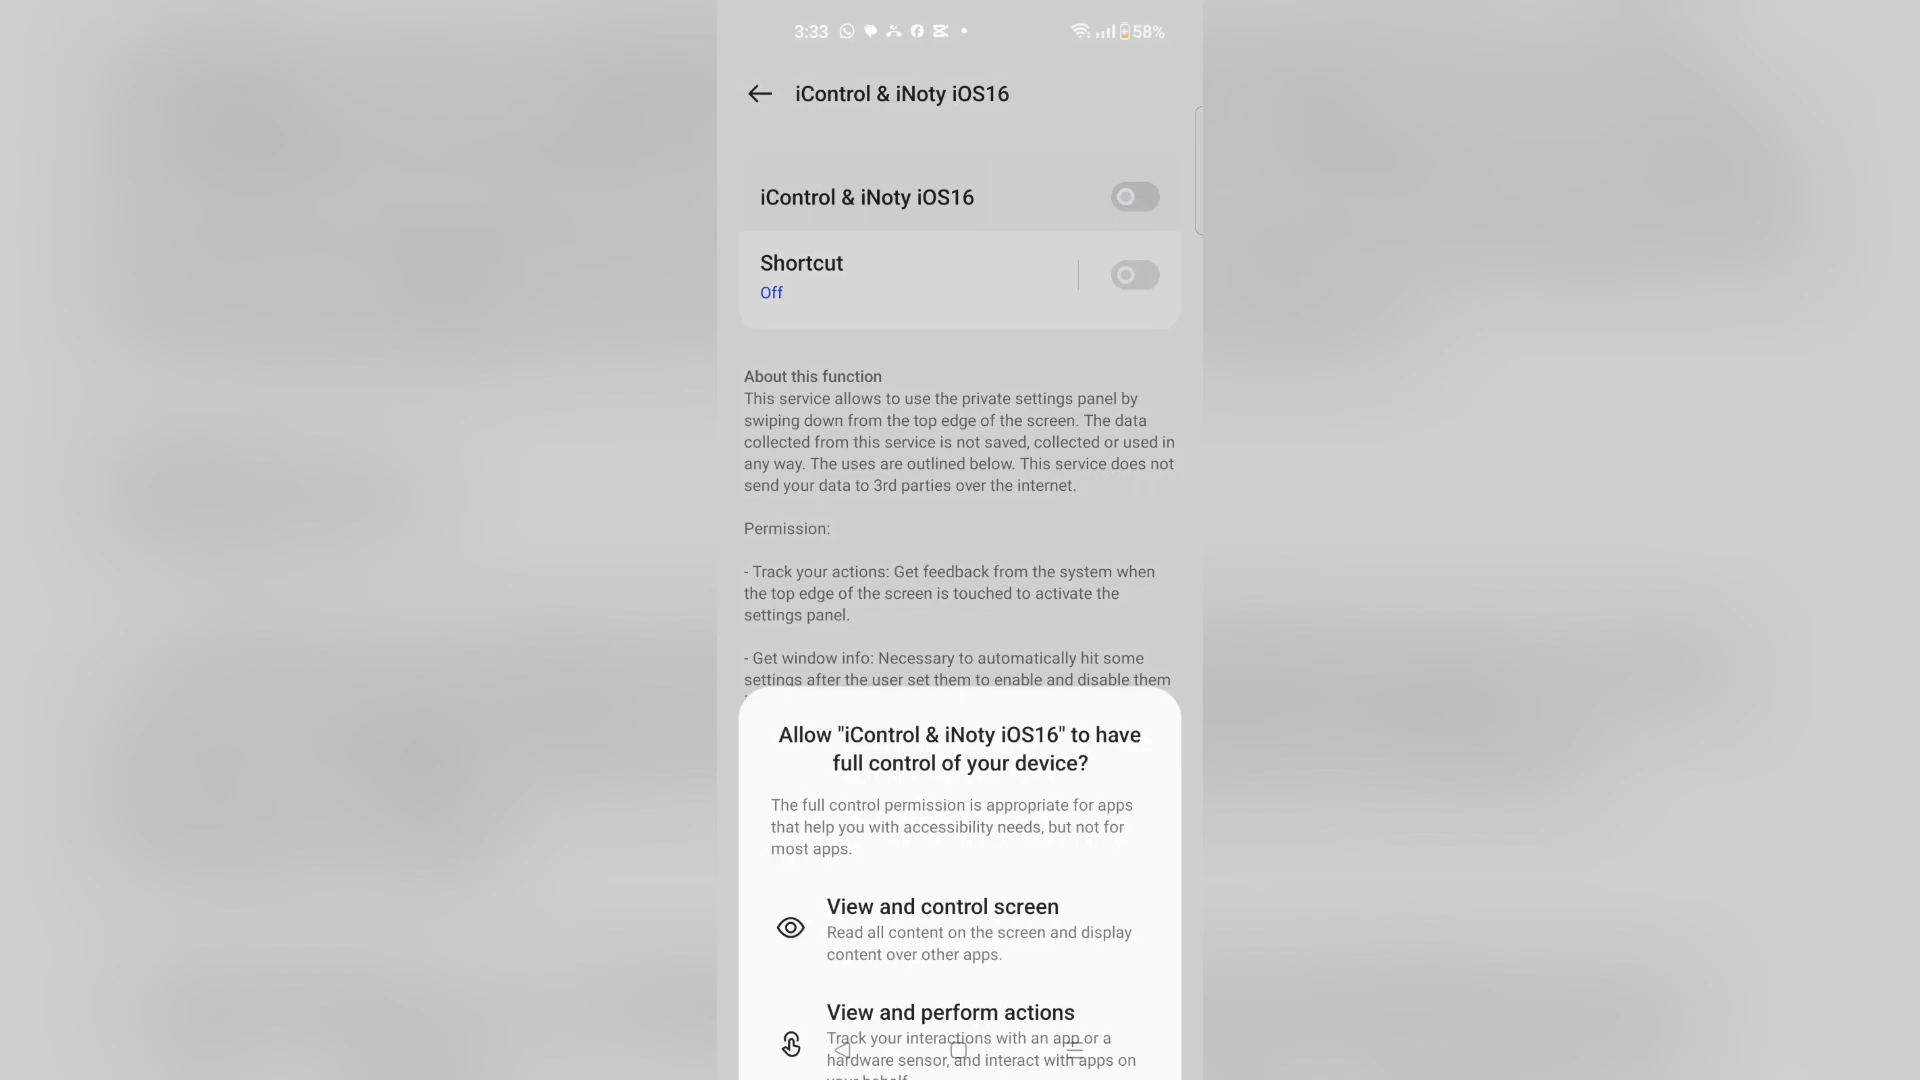 3:33
58%
iControl & iNoty iOS16
iControl & iNoty iOS16
Shortcut
Off
About this function
This service allows to use the private settings panel by
swiping down from the top edge of the screen. The data
collected from this service is not saved, collected or used in
any way. The uses are outlined below. This service does not
send your data to 3rd parties over the internet.
Permission:
- Track your actions: Get feedback from the system when
the top edge of the screen is touched to activate the
settings panel.
- Get window info: Necessary to automatically hit some
settings after the user set them to enable and disable them
Allow "iControl & iNoty iOS16" to have
full control of your device?
The full control permission is appropriate for apps
that help you with accessibility needs, but not for
most apps.
View and control screen
Read all content on the screen and display
content over other apps.
View and perform actions
Track your interactions with an app or a
hardware sensor, and interact with apps on